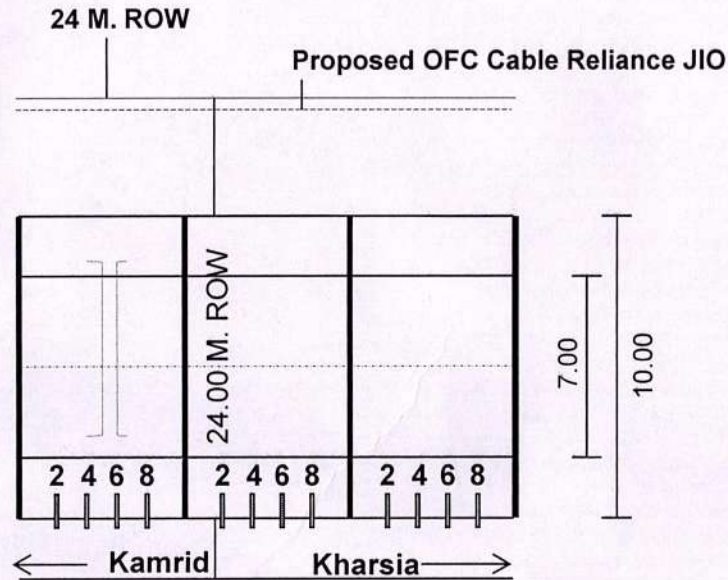 24 M. ROW
Proposed OFC Cable Reliance JIO
24.00 M. ROW
7.00
10.00
2 4 6 8 2 4 6 8 2 4 6 8
Kamrid Kharsia